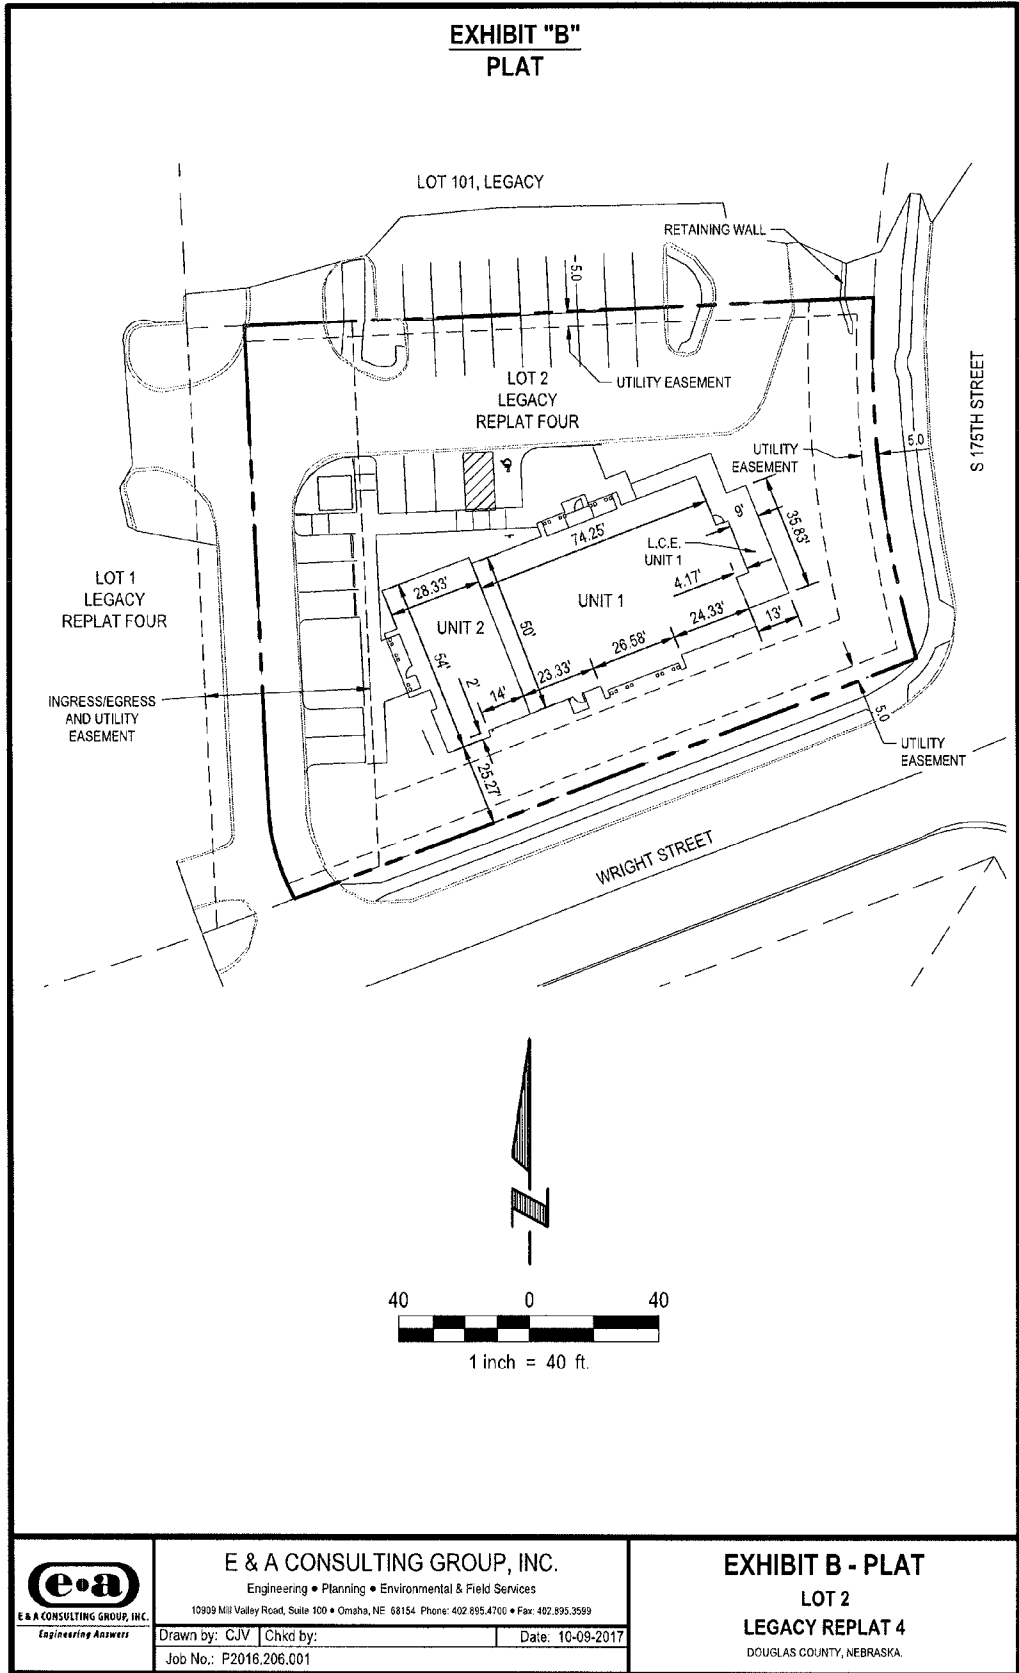 EXHIBIT "B"
PLAT
LOT 101, LEGACY
RETAINING WALL
5.0
LOT 2
LEGACY
REPLAT FOUR
UTILITY EASEMENT
S 175TH STREET
UTILITY
EASEMENT
5.0
LOT 1
LEGACY
REPLAT FOUR
INGRESS/EGRESS
AND UTILITY
EASEMENT
28.33'
74.25'
9'
35.83'
L.C.E.
UNIT 1
4.17'
UNIT 2
UNIT 1
54'
50'
2'
14'
23.33'
26.58'
24.33'
13'
25.27'
5.0
UTILITY
EASEMENT
WRIGHT STREET
40 0 40
1 inch = 40 ft.
e&a
E & A CONSULTING GROUP, INC.
Engineering Answers
E & A CONSULTING GROUP, INC.
Engineering • Planning • Environmental & Field Services
10909 Mill Valley Road, Suite 100 • Omaha, NE 68154 Phone: 402.895.4700 • Fax: 402.895.3599
Drawn by: CJV Chkd by: Date: 10-09-2017
Job No.: P2016.206.001
EXHIBIT B - PLAT
LOT 2
LEGACY REPLAT 4
DOUGLAS COUNTY, NEBRASKA.